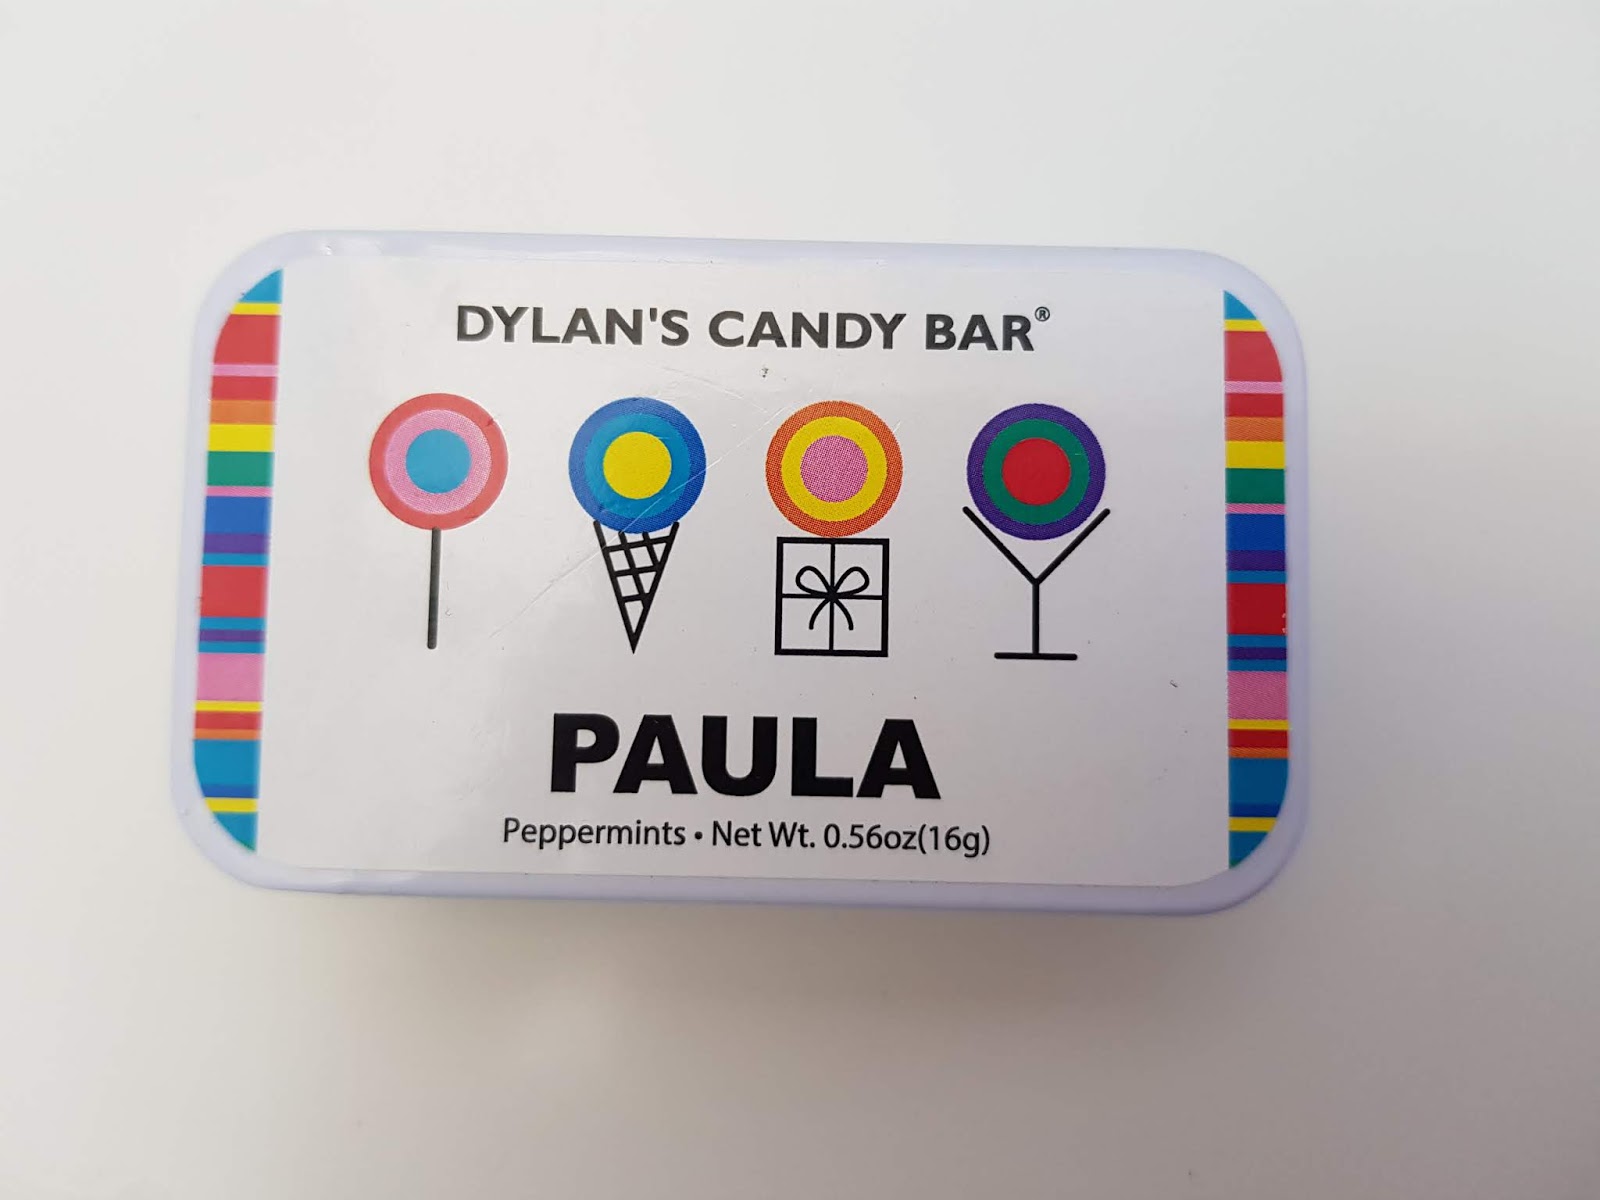 DYLAN'S CANDY BAR®
PAULA
Peppermints • Net Wt. 0.56oz(16g)